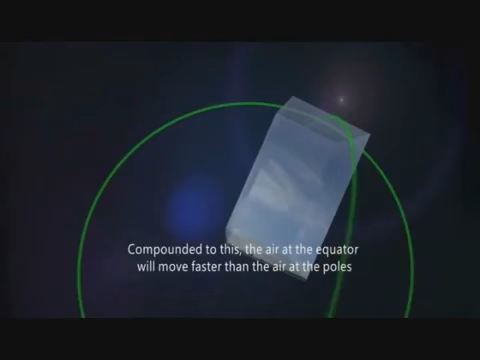 Compounded to this, the air at the equator
will move faster than the air at the poles